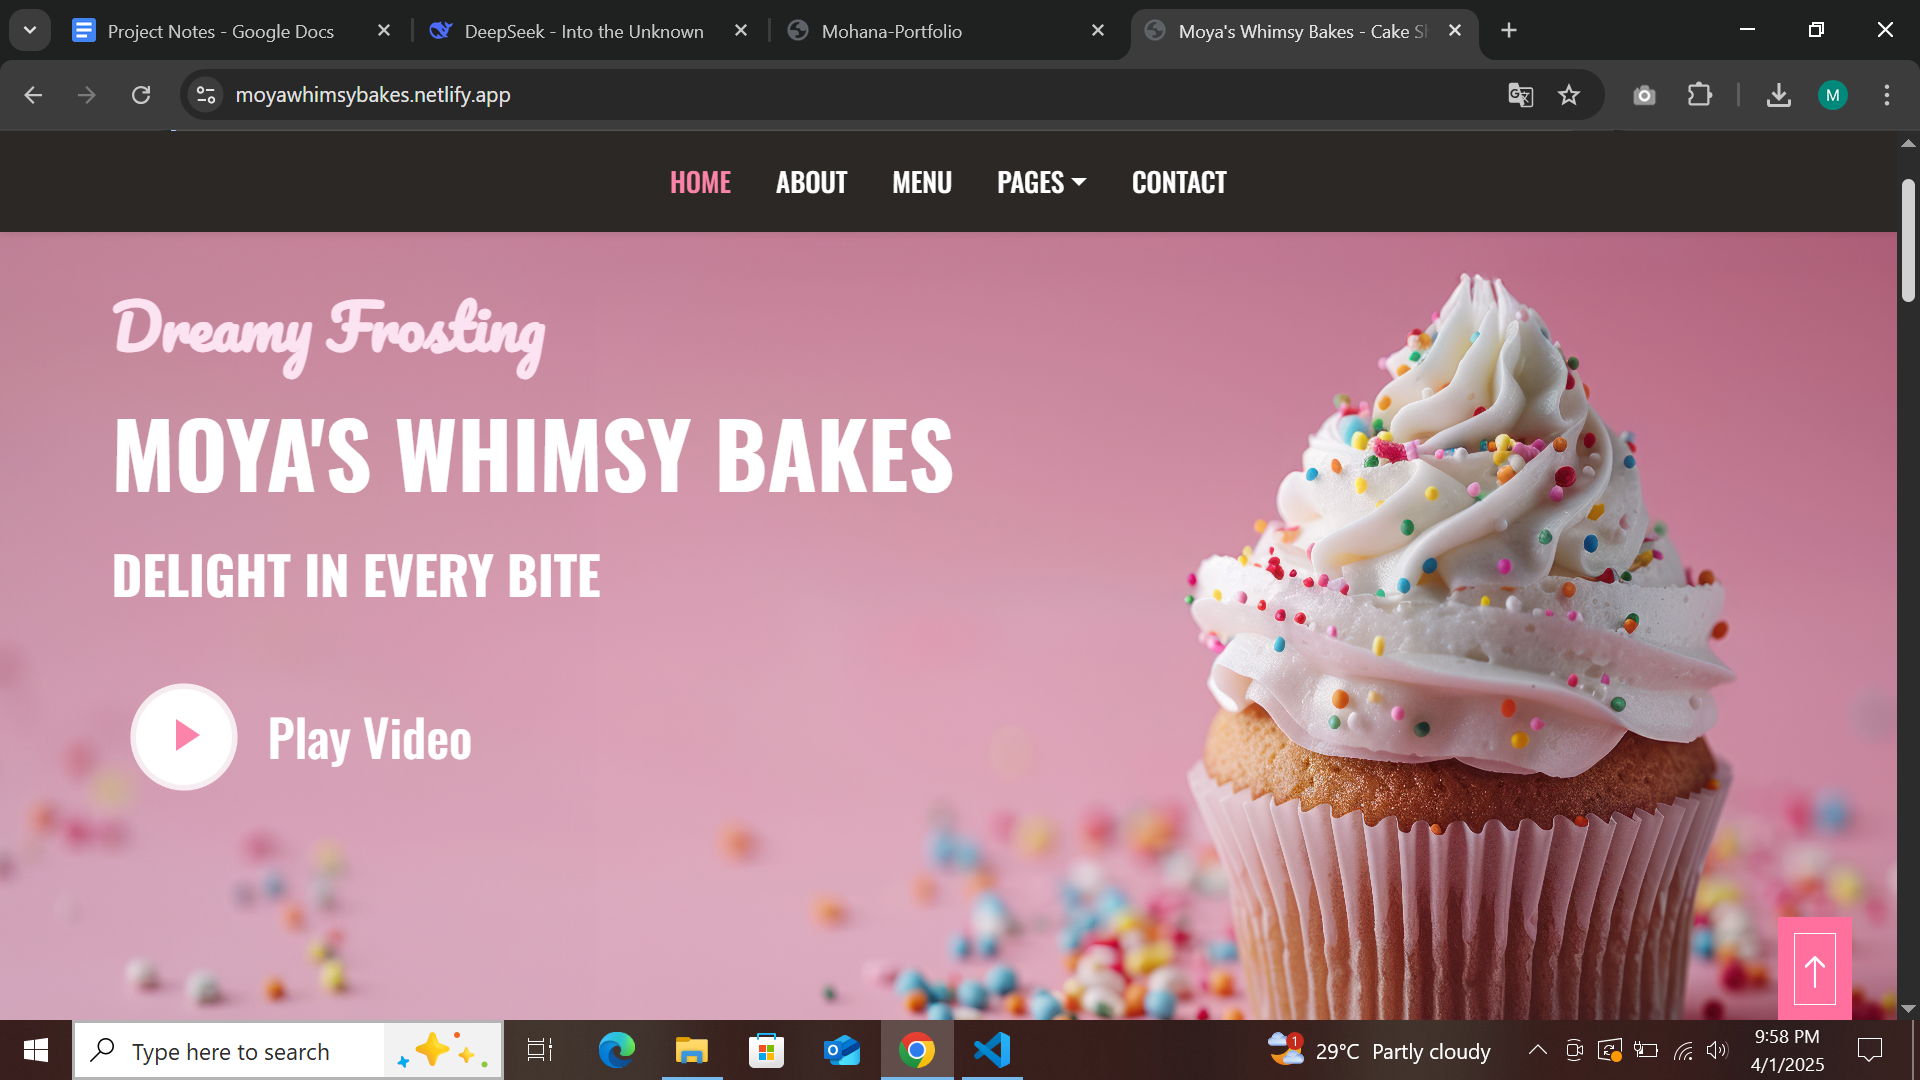 Project Notes - Google Docs
DeepSeek - Into the Unknown
Mohana-Portfolio
Moya's Whimsy Bakes - Cake
moyawhimsybakes.netlify.app
M
HOME
ABOUT
MENU
PAGES
CONTACT
Dreamy Frosting
MOYA'S WHIMSY BAKES
DELIGHT IN EVERY BITE
Play Video
Type here to search
1
29°C Partly cloudy
9:58 PM
4/1/2025